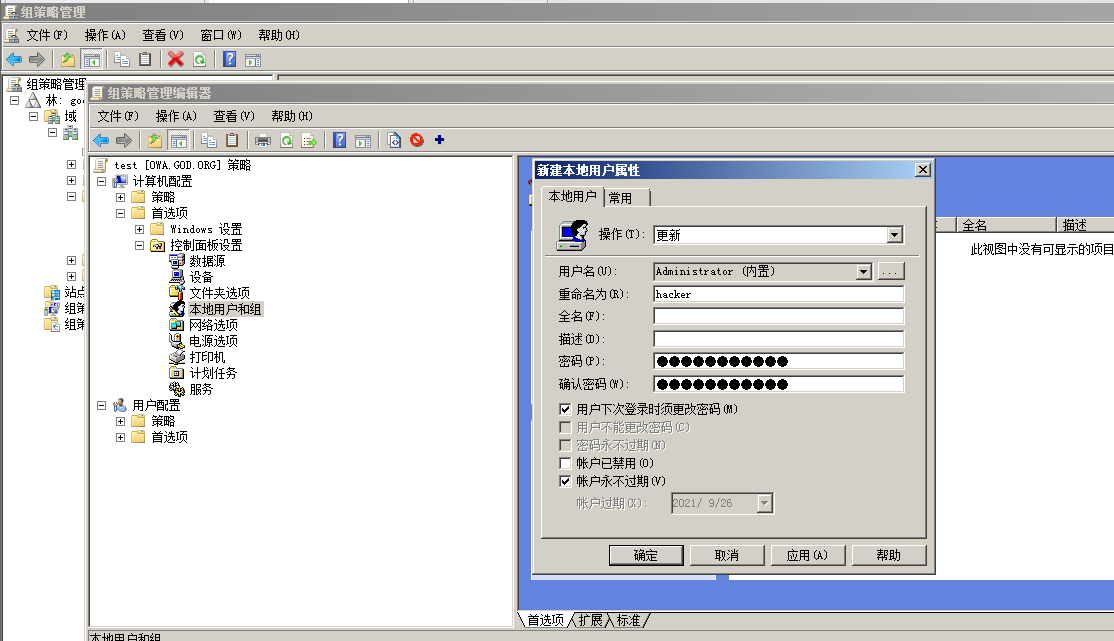 组策略管理
文件(F) 操作(A) 查看(V) 窗口(W) 帮助(H)
组策略管理
林: go
域
站点
组策
组策
组策略管理编辑器
文件(F) 操作(A) 查看(V) 帮助(H)
test [OWA.GOD.ORG] 策略
计算机配置
策略
首选项
Windows 设置
控制面板设置
数据源
设备
文件夹选项
本地用户和组
网络选项
电源选项
打印机
计划任务
服务
用户配置
策略
首选项
新建本地用户属性
本地用户 常用
操作(T): 更新
用户名(U): Administrator (内置) ...
重命名为(R): hacker
全名(F):
描述(D):
密码(P): ●●●●●●●●●●●
确认密码(W): ●●●●●●●●●●●
用户下次登录时须更改密码(M)
用户不能更改密码(C)
密码永不过期(N)
帐户已禁用(O)
帐户永不过期(V)
帐户过期(X): 2021/ 9/26
确定 取消 应用(A) 帮助
全名 描述
此视图中没有可显示的项目
首选项 扩展 标准
本地用户和组